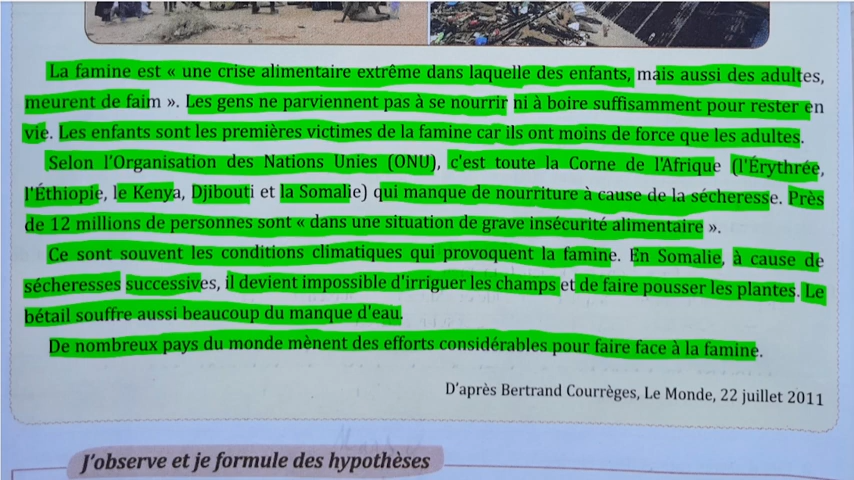 La famine est « une crise alimentaire extrême dans laquelle des enfants, mais aussi des adultes,
meurent de faim ». Les gens ne parviennent pas à se nourrir ni à boire suffisamment pour rester en
vie. Les enfants sont les premières victimes de la famine car ils ont moins de force que les adultes.
Selon l'Organisation des Nations Unies (ONU), c'est toute la Corne de l'Afrique (l'Érythrée,
l'Éthiopie, le Kenya, Djibouti et la Somalie) qui manque de nourriture à cause de la sécheresse. Près
de 12 millions de personnes sont « dans une situation de grave insécurité alimentaire ».
Ce sont souvent les conditions climatiques qui provoquent la famine. En Somalie, à cause de
sécheresses successives, il devient impossible d'irriguer les champs et de faire pousser les plantes. Le
bétail souffre aussi beaucoup du manque d'eau.
De nombreux pays du monde mènent des efforts considérables pour faire face à la famine.
D'après Bertrand Courrèges, Le Monde, 22 juillet 2011
J'observe et je formule des hypothèses